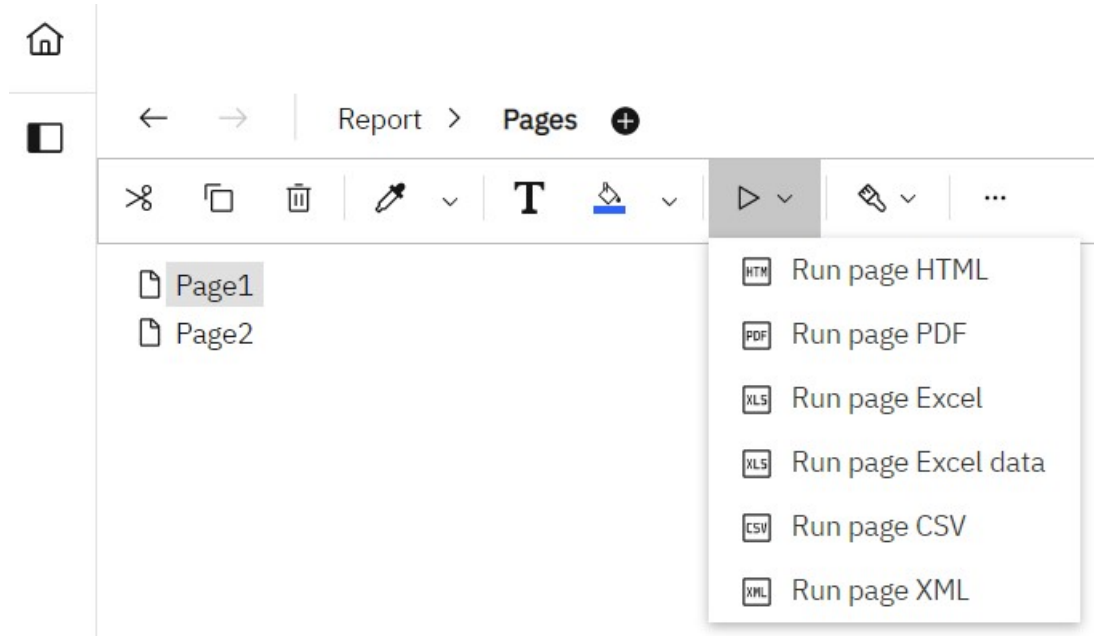 Report > Pages
T
Page1
Page2
HTM Run page HTML
PDF Run page PDF
XLS Run page Excel
XLS Run page Excel data
CSV Run page CSV
XML Run page XML